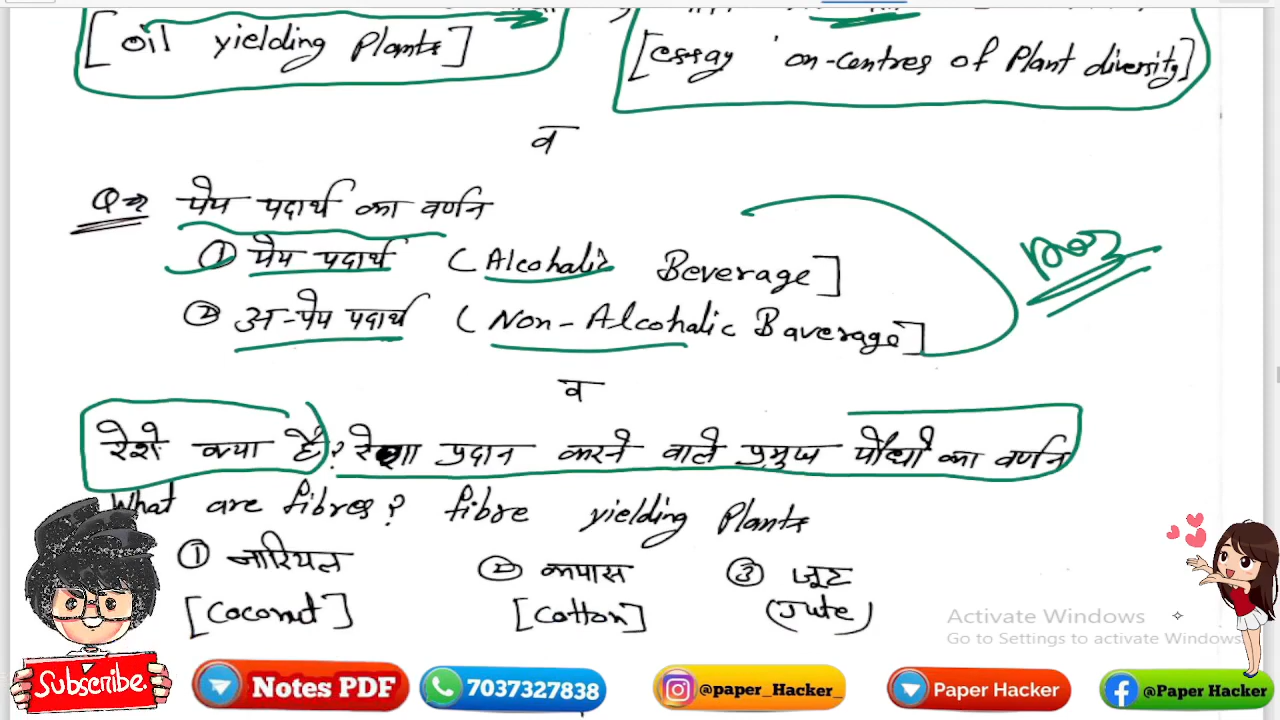 [oil yielding Plants]
[essay on-centres of Plant diversity]
व
Q→ पेय पदार्थ का वर्णन
① पेय पदार्थ (Alcohalic Beverage]
② अ-पेय पदार्थ (Non-Alcohalic Baverage]
व
रेशे क्या है? रेशा प्रदान करने वाले प्रमुख पौधों का वर्णन
What are fibres? fibre yielding Plants
① नारियल ② कपास ③ जूट
[Coconut] [Cotton] (Jute)
Activate Windows
Go to Settings to activate Windows.
Subscribe.
Notes PDF
7037327838
@paper_Hacker_
Paper Hacker
@Paper Hacker